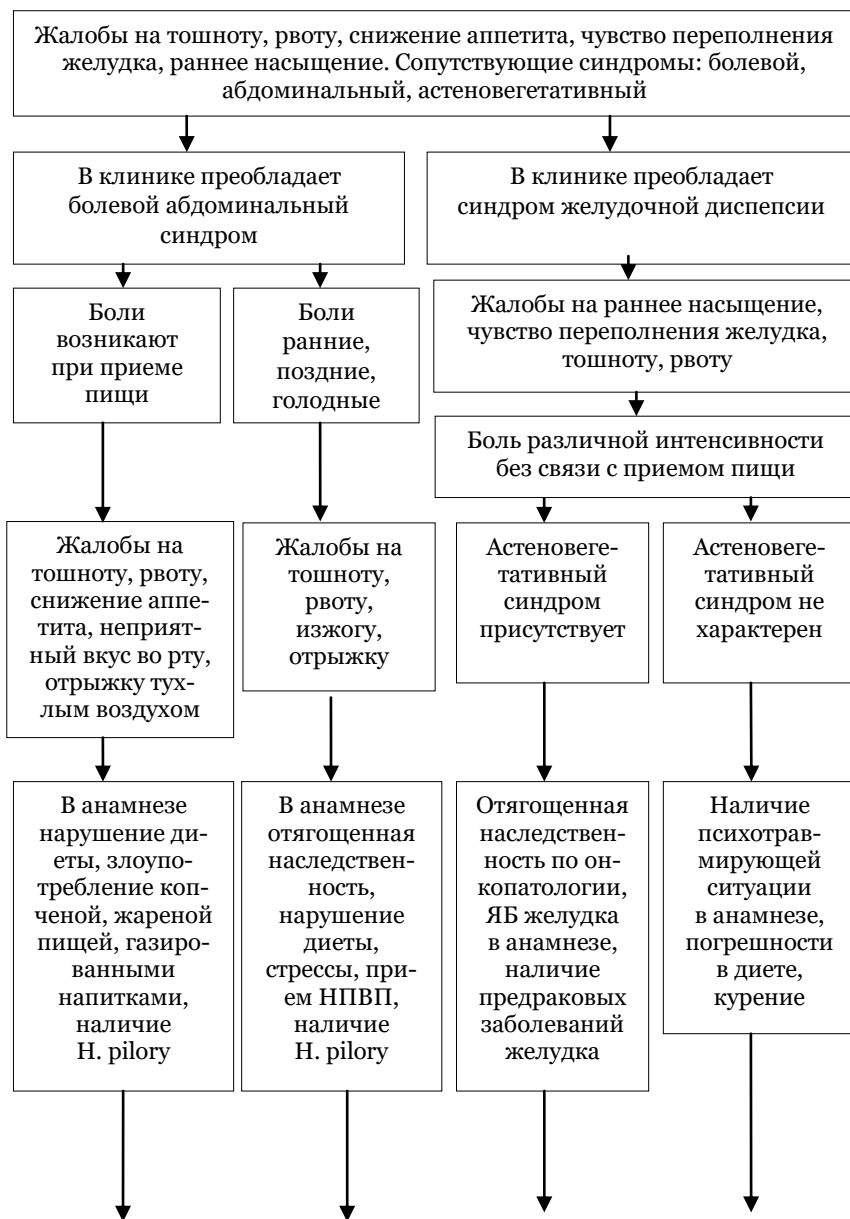 Жалобы на тошноту, рвоту, снижение аппетита, чувство переполнения
желудка, раннее насыщение. Сопутствующие синдромы: болевой,
абдоминальный, астеновегетативный
В клинике преобладает
болевой абдоминальный
синдром
В клинике преобладает
синдром желудочной диспепсии
Боли
возникают
при приеме
пищи
Боли
ранние,
поздние,
голодные
Жалобы на раннее насыщение,
чувство переполнения желудка,
тошноту, рвоту
Боль различной интенсивности
без связи с приемом пищи
Жалобы на
тошноту, рвоту,
снижение аппе-
тита, неприят-
ный вкус во рту,
отрыжку тух-
лым воздухом
Жалобы на
тошноту,
рвоту,
изжогу,
отрыжку
Астеновеге-
тативный
синдром
присутствует
Астеновеге-
тативный
синдром не
характерен
В анамнезе
нарушение ди-
еты, злоупо-
требление коп-
ченой, жареной
пищей, газиро-
ванными
напитками,
наличие
H. pilory
В анамнезе
отягощенная
наследствен-
ность,
нарушение
диеты,
стрессы, при-
ем НПВП,
наличие
H. pilory
Отягощенная
наследствен-
ность по он-
копатологии,
ЯБ желудка
в анамнезе,
наличие
предраковых
заболеваний
желудка
Наличие
психотрав-
мирующей
ситуации
в анамнезе,
погрешности
в диете,
курение